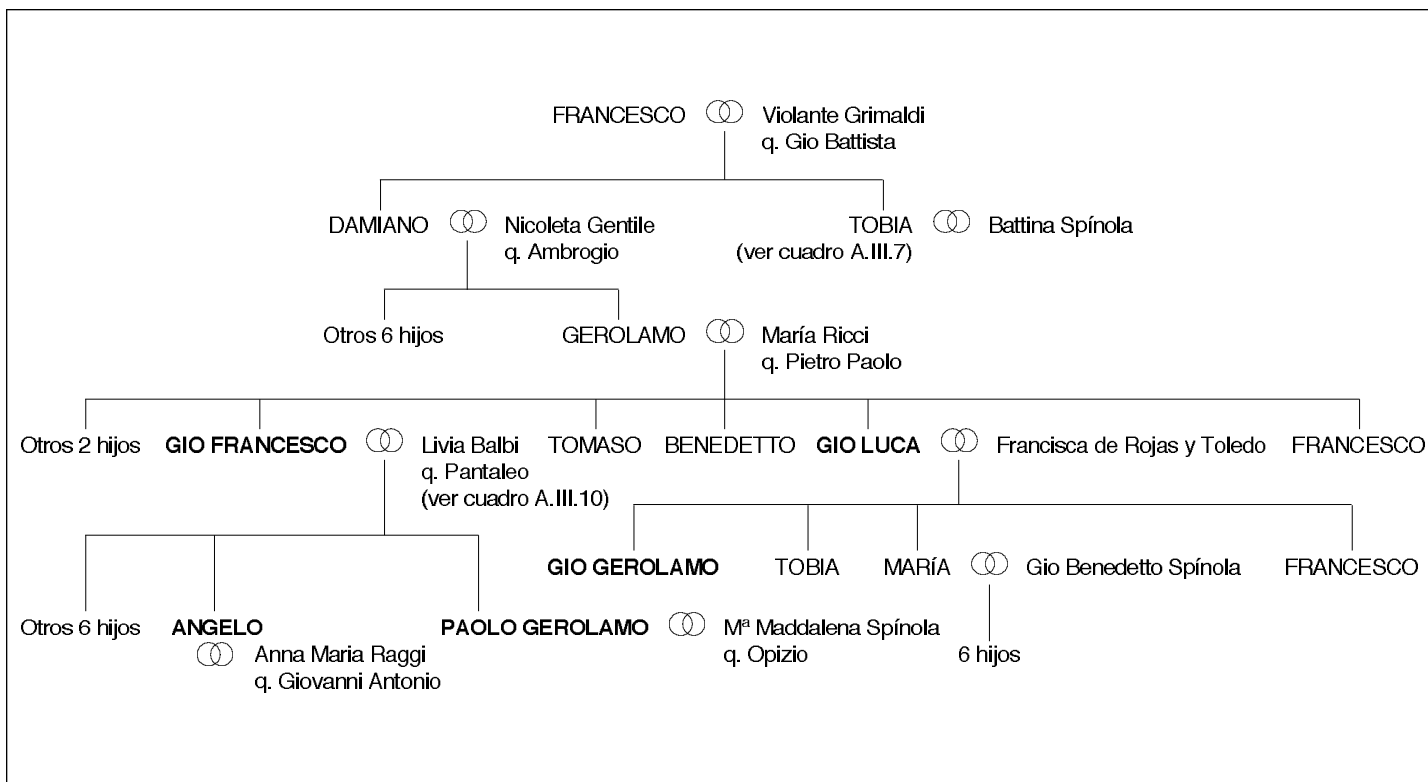 FRANCESCO Violante Grimaldi
q. Gio Battista
DAMIANO Nicoleta Gentile TOBIA Battina Spínola
q. Ambrogio (ver cuadro A.III.7)
Otros 6 hijos GEROLAMO María Ricci
q. Pietro Paolo
Otros 2 hijos GIO FRANCESCO Livia Balbi TOMASO BENEDETTO GIO LUCA Francisca de Rojas y Toledo FRANCESCO
q. Pantaleo
(ver cuadro A.III.10)
GIO GEROLAMO TOBIA MARÍA Gio Benedetto Spínola FRANCESCO
Otros 6 hijos ANGELO PAOLO GEROLAMO Mª Maddalena Spínola 6 hijos
Anna Maria Raggi q. Opizio
q. Giovanni Antonio